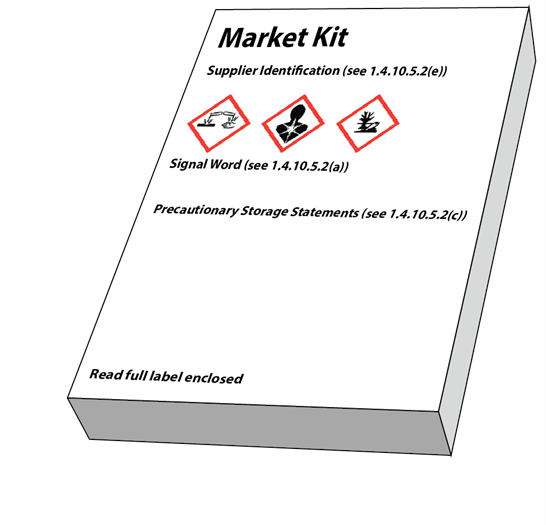 Market Kit
Supplier Identification (see 1.4.10.5.2(e))
Signal Word (see 1.4.10.5.2(a))
Precautionary Storage Statements (see 1.4.10.5.2(c))
Read full label enclosed